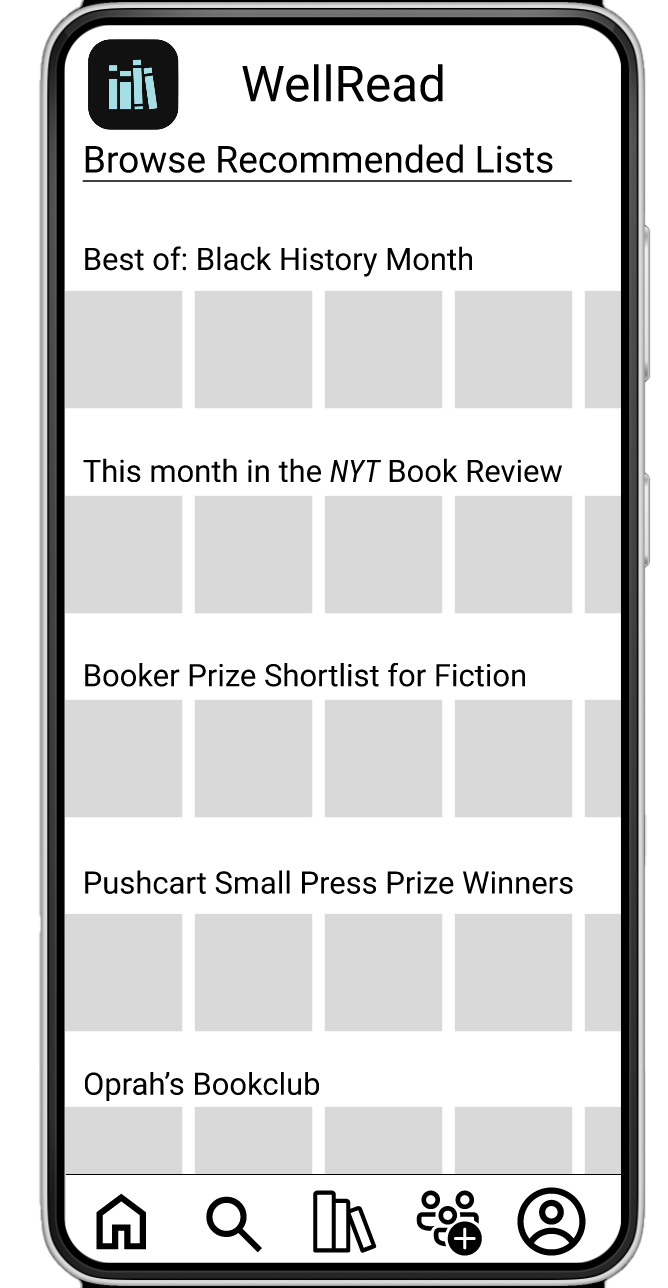 WellRead
Browse Recommended Lists
Best of: Black History Month
This month in the NYT Book Review
Booker Prize Shortlist for Fiction
Pushcart Small Press Prize Winners
Oprah’s Bookclub